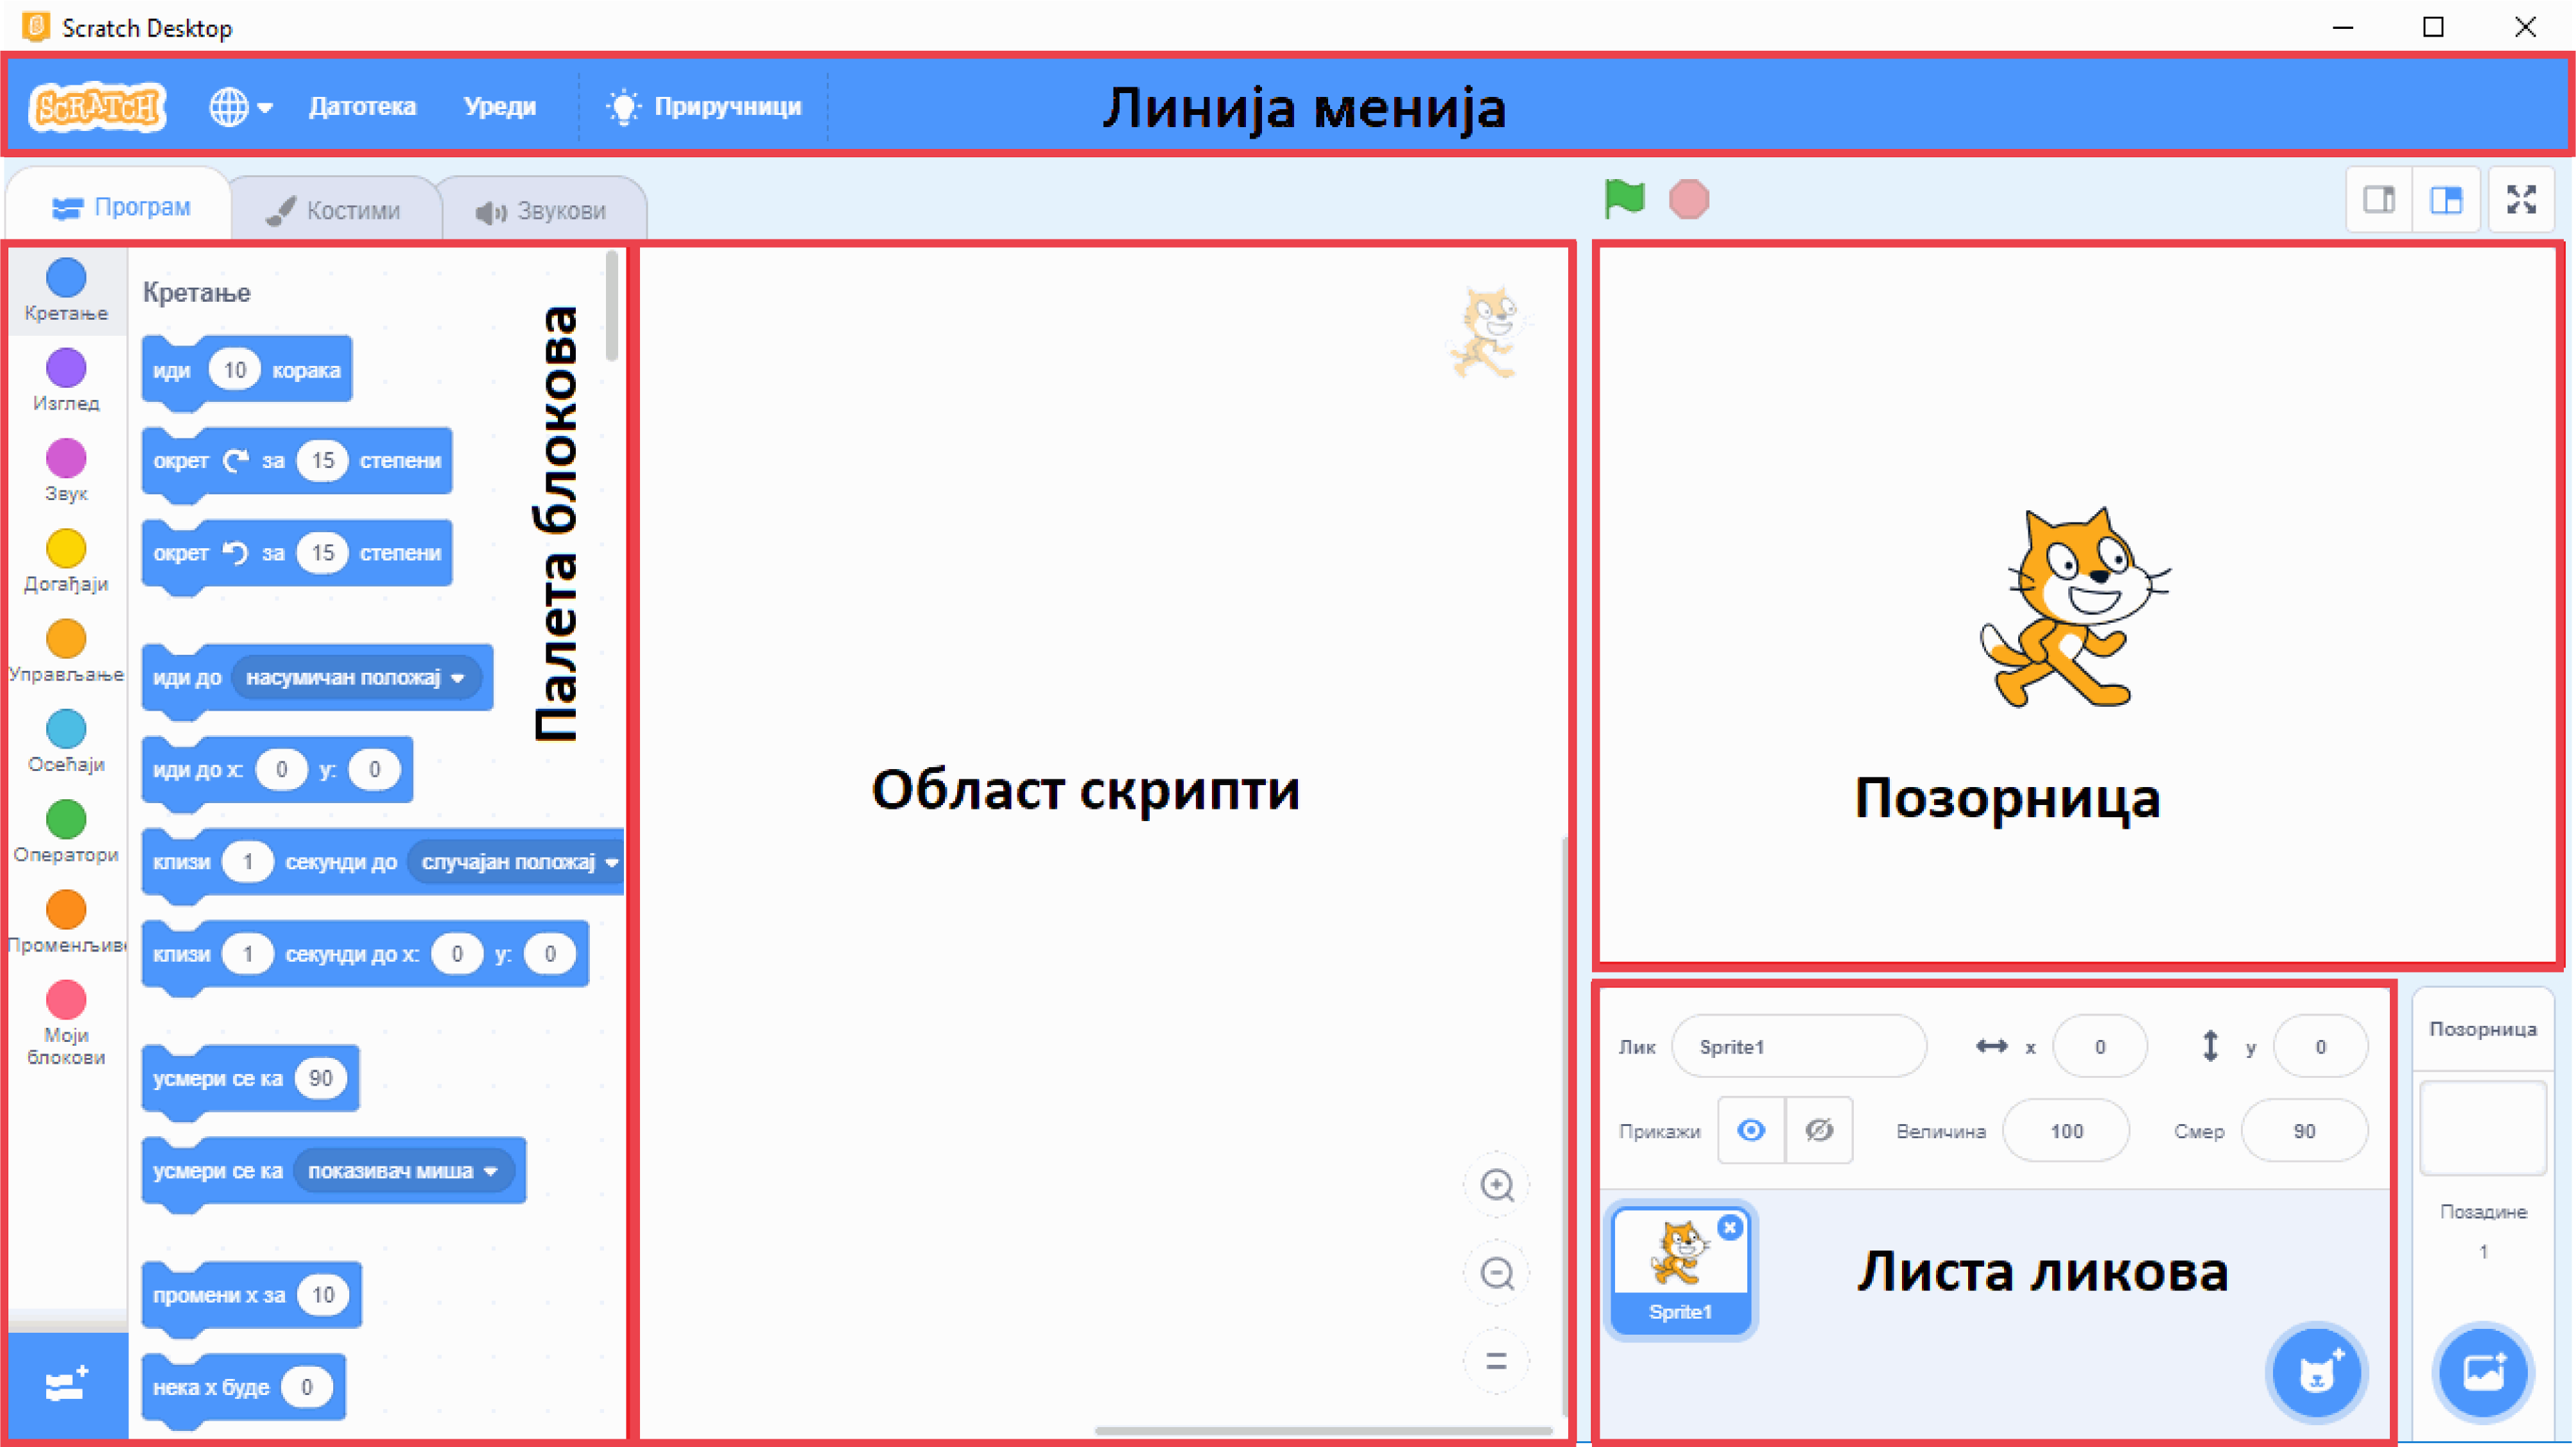 Scratch Desktop
SCRATCH Датотека Уреди Приручници Линија менија
Програм Костими Звукови
Кретање
Изглед
Звук
Догађаји
Управљање
Осећаји
Оператори
Променљиве
Моји
блокови
Кретање
иди 10 корака
окрет за 15 степени
окрет за 15 степени
иди до насумичан положај
иди до x: 0 y: 0
клизи 1 секунди до случајан положај
клизи 1 секунди до x: 0 y: 0
усмери се ка 90
усмери се ка показивач миша
промени x за 10
нека x буде 0
Палета блокова
Област скрипти
Позорница
Лик Sprite1 x 0 y 0
Прикажи Величина 100 Смер 90
Sprite1
Листа ликова
Позорница
Позадине
1